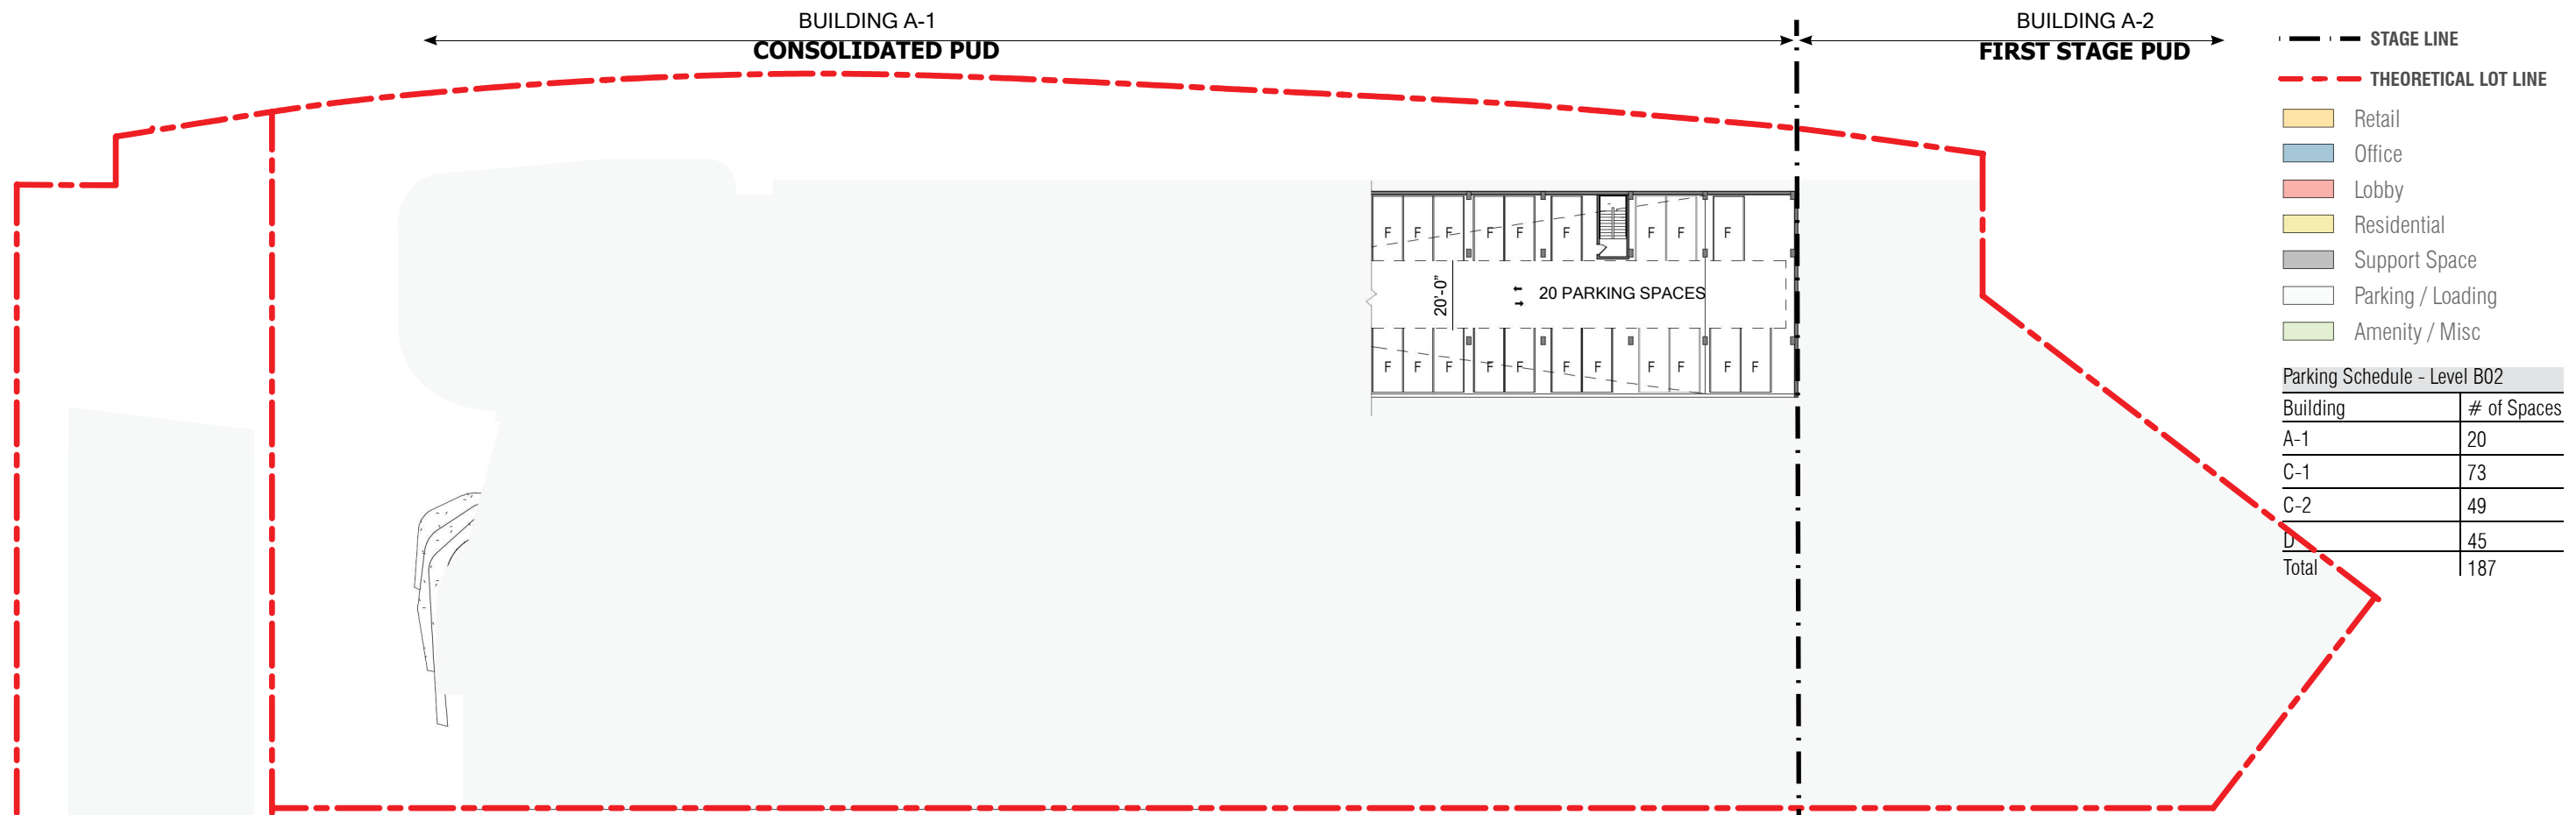 BUILDING A-1
CONSOLIDATED PUD
BUILDING A-2
FIRST STAGE PUD
STAGE LINE
THEORETICAL LOT LINE
Retail
Office
Lobby
Residential
Support Space
Parking / Loading
Amenity / Misc
F F F F F F F F F
20'-0"
20 PARKING SPACES
F F F F F F F F F F F
Parking Schedule - Level B02
Building # of Spaces
A-1 20
C-1 73
C-2 49
D 45
Total 187